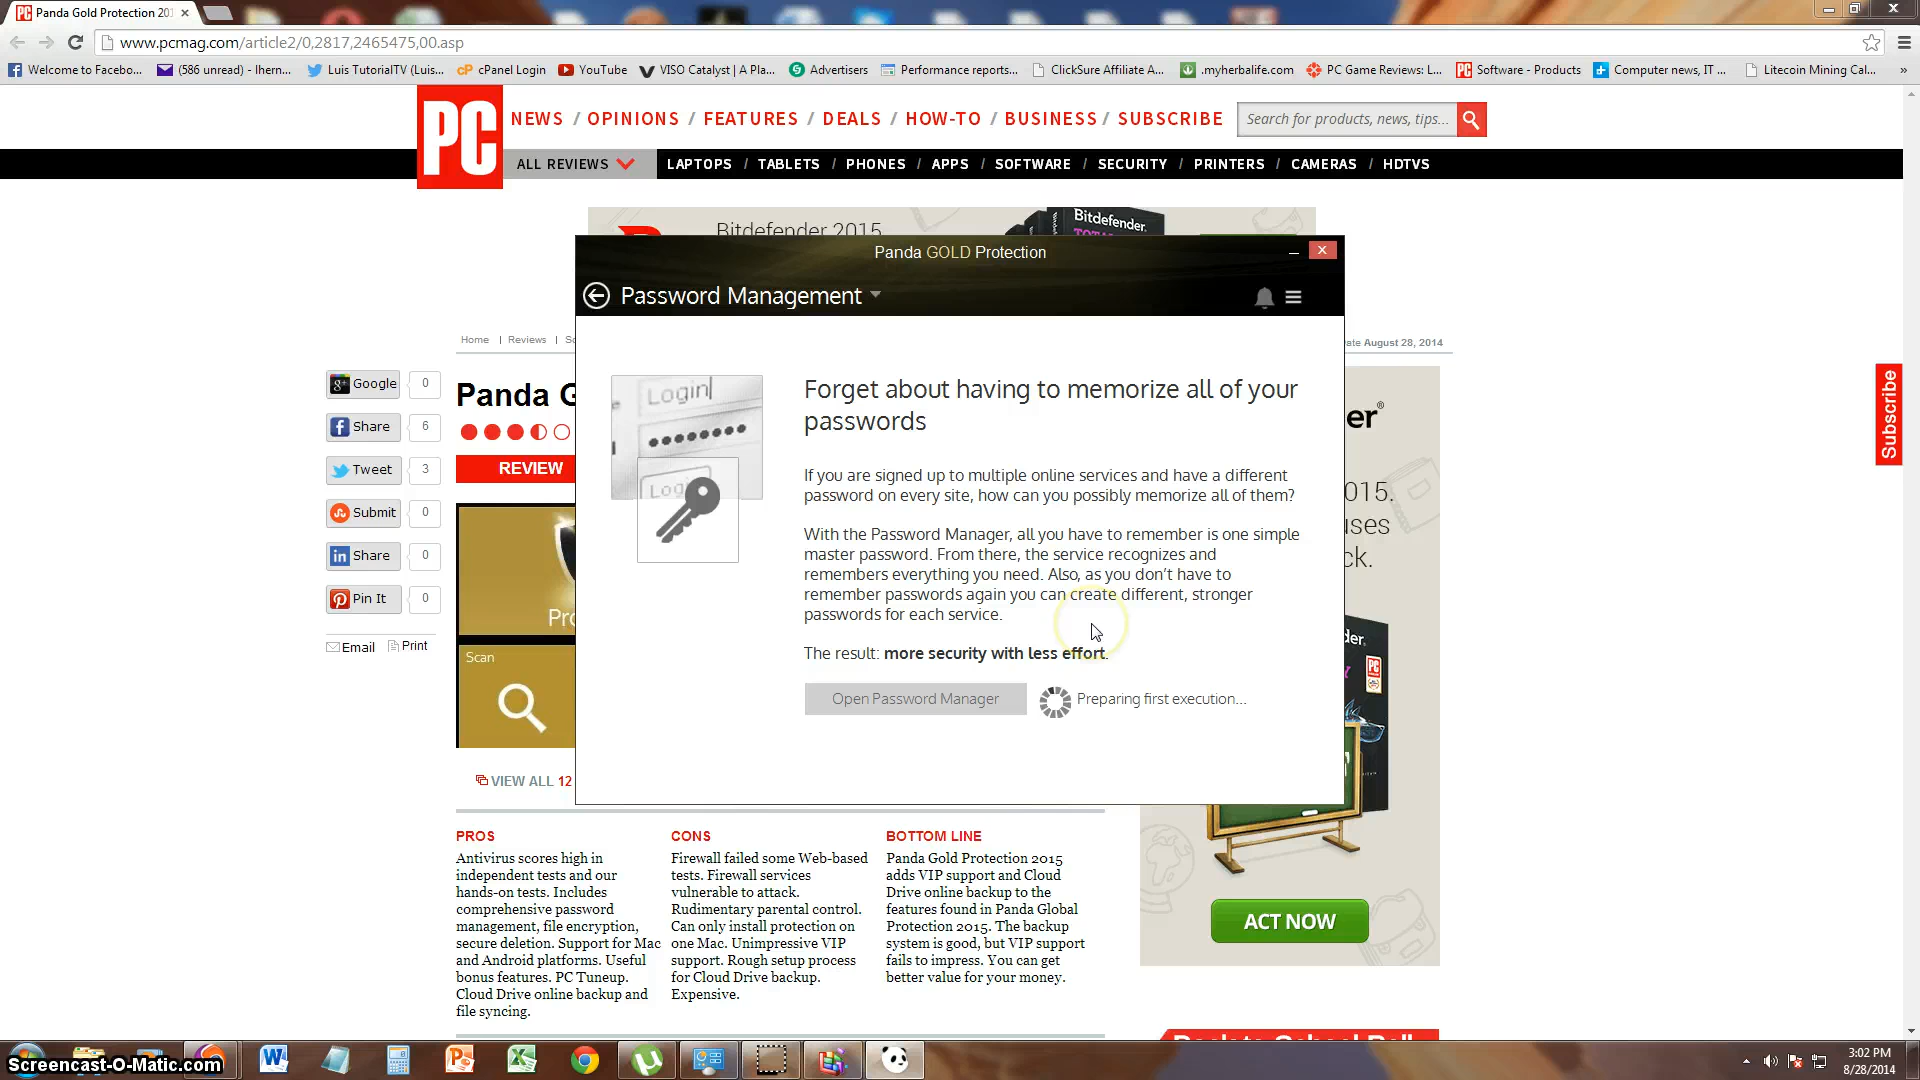 Panda Gold Protection 201
www.pcmag.com/article2/0,2817,2465475,00.asp
Welcome to Facebo...
(586 unread) - lhern...
Luis TutorialTV (Luis...
cPanel Login
YouTube
VISO Catalyst | A Pla...
Advertisers
Performance reports...
ClickSure Affiliate A...
.myherbalife.com
PC Game Reviews: L...
Software - Products
Computer news, IT ...
Litecoin Mining Cal...
»
PC
NEWS / OPINIONS / FEATURES / DEALS / HOW-TO / BUSINESS / SUBSCRIBE
Search for products, news, tips...
ALL REVIEWS
LAPTOPS / TABLETS / PHONES / APPS / SOFTWARE / SECURITY / PRINTERS / CAMERAS / HDTVS
Bitdefender 2015
Bitdefender.
Panda GOLD Protection
Password Management
Home | Reviews |
August 28, 2014
Google 0
Share 6
Tweet 3
Submit 0
Share 0
Pin It 0
Email
Print
Panda G
REVIEW
Scan
VIEW ALL 12
Login
Forget about having to memorize all of your
passwords
If you are signed up to multiple online services and have a different
password on every site, how can you possibly memorize all of them?
With the Password Manager, all you have to remember is one simple
master password. From there, the service recognizes and
remembers everything you need. Also, as you don't have to
remember passwords again you can create different, stronger
passwords for each service.
The result: more security with less effort.
Open Password Manager
Preparing first execution...
er®
2015.
uses
ck.
der.
Subscribe
ACT NOW
PROS
Antivirus scores high in
independent tests and our
hands-on tests. Includes
comprehensive password
management, file encryption,
secure deletion. Support for Mac
and Android platforms. Useful
bonus features. PC Tuneup.
Cloud Drive online backup and
file syncing.
CONS
Firewall failed some Web-based
tests. Firewall services
vulnerable to attack.
Rudimentary parental control.
Can only install protection on
one Mac. Unimpressive VIP
support. Rough setup process
for Cloud Drive backup.
Expensive.
BOTTOM LINE
Panda Gold Protection 2015
adds VIP support and Cloud
Drive online backup to the
features found in Panda Global
Protection 2015. The backup
system is good, but VIP support
fails to impress. You can get
better value for your money.
Screencast-O-Matic.com
3:02 PM
8/28/2014